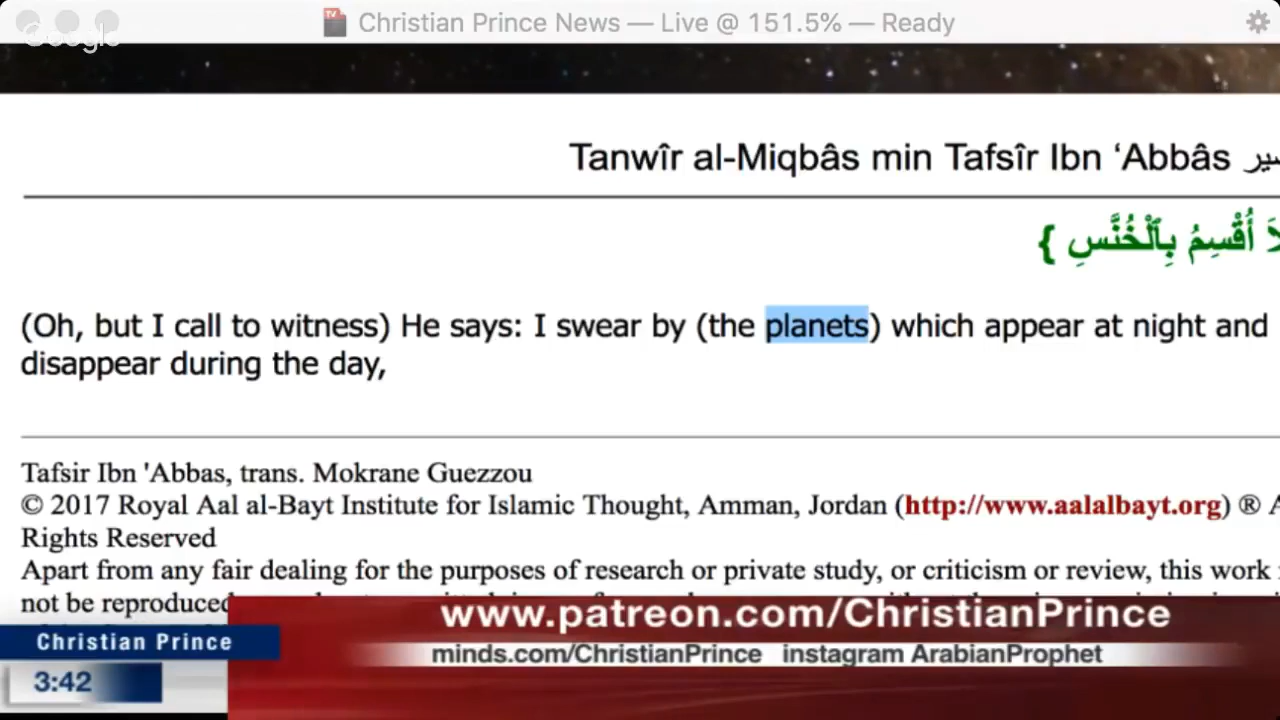 Christian Prince News — Live @ 151.5% — Ready
Google
Tanwîr al-Miqbâs min Tafsîr Ibn ‘Abbâs
أُقْسِمُ بِٱلْخُنَّسِ }
(Oh, but I call to witness) He says: I swear by (the planets) which appear at night and
disappear during the day,
Tafsir Ibn 'Abbas, trans. Mokrane Guezzou
© 2017 Royal Aal al-Bayt Institute for Islamic Thought, Amman, Jordan (http://www.aalalbayt.org) ®
Rights Reserved
Apart from any fair dealing for the purposes of research or private study, or criticism or review, this work
not be reproduced
www.patreon.com/ChristianPrince
Christian Prince
minds.com/ChristianPrince instagram ArabianProphet
3:42